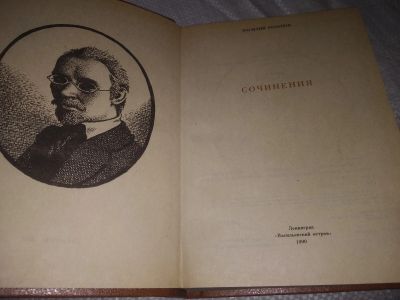 ВАСИЛИЙ РОЗАНОВ
СОЧИНЕНИЯ
Ленинград
«Васильевский остров»
1990